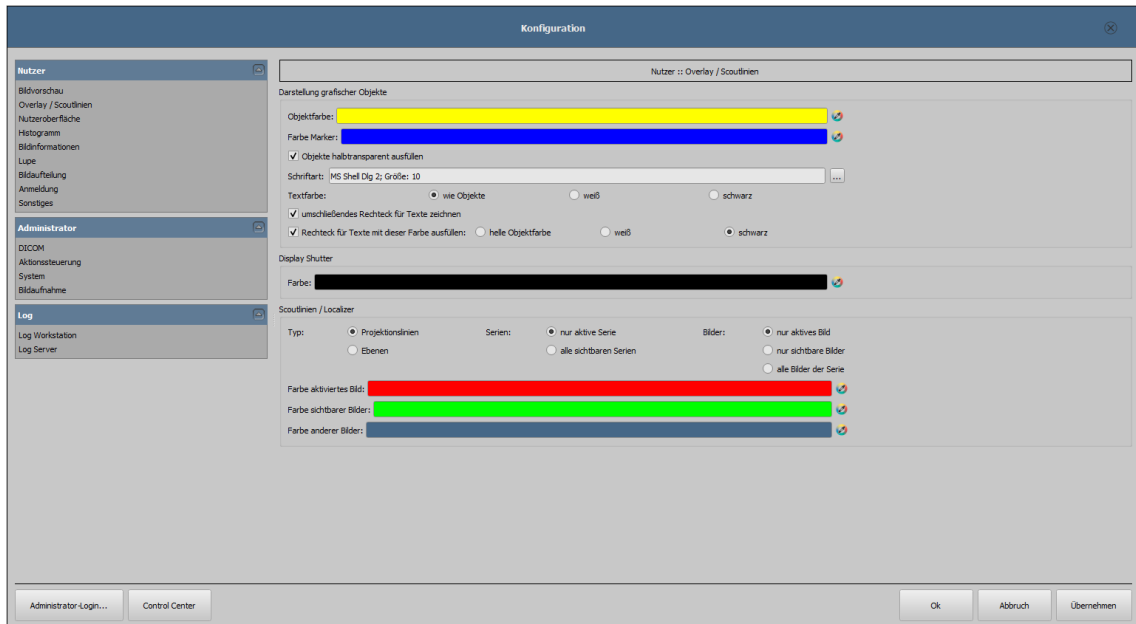 Konfiguration
Nutzer
Bildvorschau
Overlay / Scoutlinien
Nutzeroberfläche
Histogramm
Bildinformationen
Lupe
Bildaufteilung
Anmeldung
Sonstiges
Administrator
DICOM
Aktionssteuerung
System
Bildaufnahme
Log
Log Workstation
Log Server
Nutzer :: Overlay / Scoutlinien
Darstellung grafischer Objekte
Objektfarbe:
Farbe Marker:
Objekte halbtransparent ausfüllen
Schriftart: MS Shell Dlg 2; Größe: 10 ...
Textfarbe: wie Objekte weiß schwarz
umschließendes Rechteck für Texte zeichnen
Rechteck für Texte mit dieser Farbe ausfüllen: helle Objektfarbe weiß schwarz
Display Shutter
Farbe:
Scoutlinien / Localizer
Typ: Projektionslinien Serien: nur aktive Serie Bilder: nur aktives Bild
Ebenen alle sichtbaren Serien nur sichtbare Bilder
alle Bilder der Serie
Farbe aktiviertes Bild:
Farbe sichtbarer Bilder:
Farbe anderer Bilder:
Administrator-Login... Control Center Ok Abbruch Übernehmen